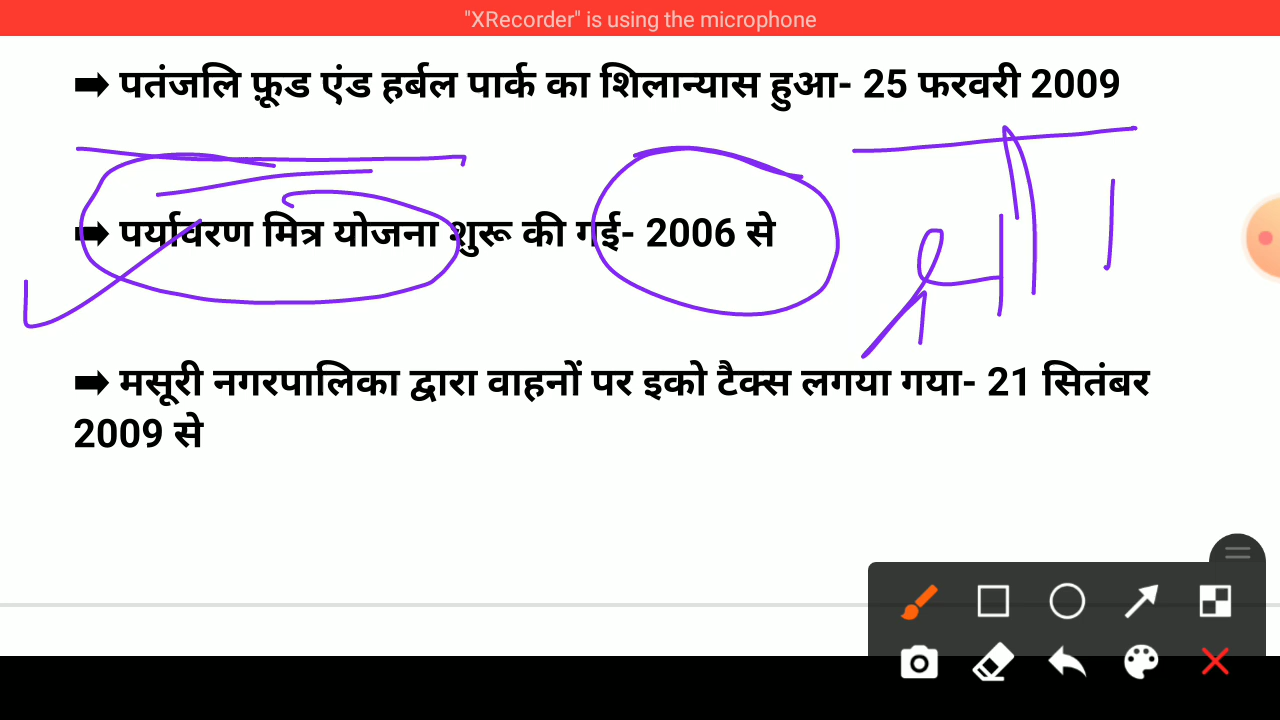 "XRecorder" is using the microphone
➡ पतंजलि फ़ूड एंड हर्बल पार्क का शिलान्यास हुआ- 25 फरवरी 2009
➡ पर्यावरण मित्र योजना शुरू की गई- 2006 से
➡ मसूरी नगरपालिका द्वारा वाहनों पर इको टैक्स लगया गया- 21 सितंबर
2009 से